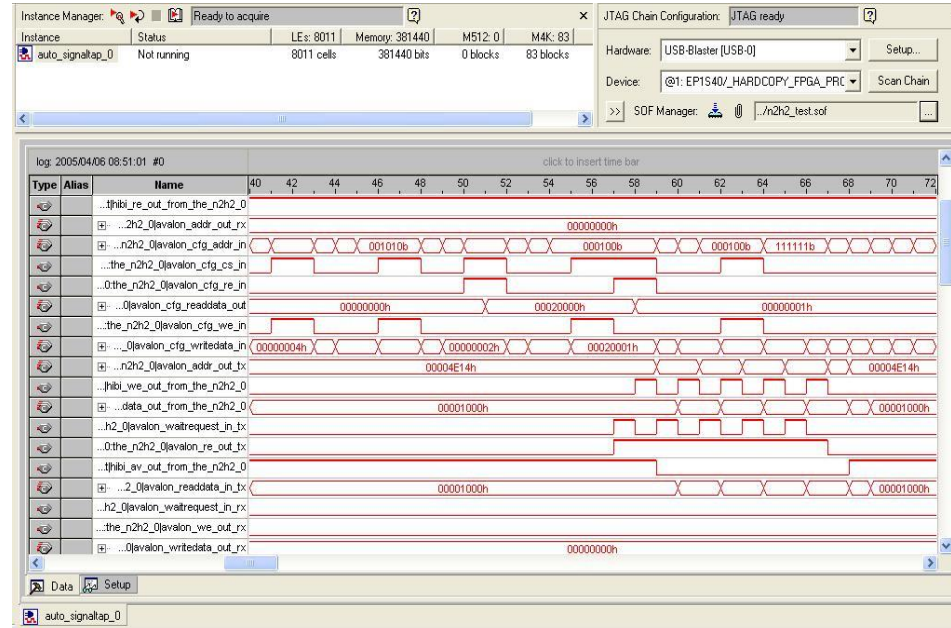 Instance Manager: Ready to acquire
Instance Status LEs: 8011 Memory: 381440 M512: 0 M4K: 83
auto_signaltap_0 Not running 8011 cells 381440 bits 0 blocks 83 blocks
JTAG Chain Configuration: JTAG ready
Hardware: USB-Blaster [USB-0] Setup...
Device: @1: EP1S40/_HARDCOPY_FPGA_PRC Scan Chain
>> SOF Manager: ../n2h2_test.sof ...
log: 2005/04/06 08:51:01 #0 click to insert time bar
Type Alias Name 40 42 44 46 48 50 52 54 56 58 60 62 64 66 68 70 72
...t|hibi_re_out_from_the_n2h2_0
...2h2_0|avalon_addr_out_rx 00000000h
...n2h2_0|avalon_cfg_addr_in 001010b 000100b 000100b 111111b
...:the_n2h2_0|avalon_cfg_cs_in
...0:the_n2h2_0|avalon_cfg_re_in
...0|avalon_cfg_readdata_out 00000000h 00020000h 00000001h
...:the_n2h2_0|avalon_cfg_we_in
..._0|avalon_cfg_writedata_in 00000004h 00000002h 00020001h
...n2h2_0|avalon_addr_out_tx 00004E14h 00004E14h
...|hibi_we_out_from_the_n2h2_0
...data_out_from_the_n2h2_0 00001000h 00001000h
...h2_0|avalon_waitrequest_in_tx
...0:the_n2h2_0|avalon_re_out_tx
...t|hibi_av_out_from_the_n2h2_0
...2_0|avalon_readdata_in_tx 00001000h 00001000h
...h2_0|avalon_waitrequest_in_rx
...:the_n2h2_0|avalon_we_out_rx
...0|avalon_writedata_out_rx 00000000h
Data Setup
auto_signaltap_0